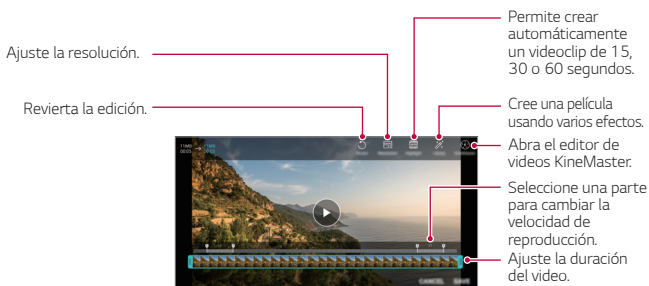 Permite crear
automáticamente
un videoclip de 15,
30 o 60 segundos.
Ajuste la resolución.
Revierta la edición.
Cree una película
usando varios efectos.
Abra el editor de
videos KineMaster.
Seleccione una parte
para cambiar la
velocidad de
reproducción.
Ajuste la duración
del video.
CANCEL SAVE